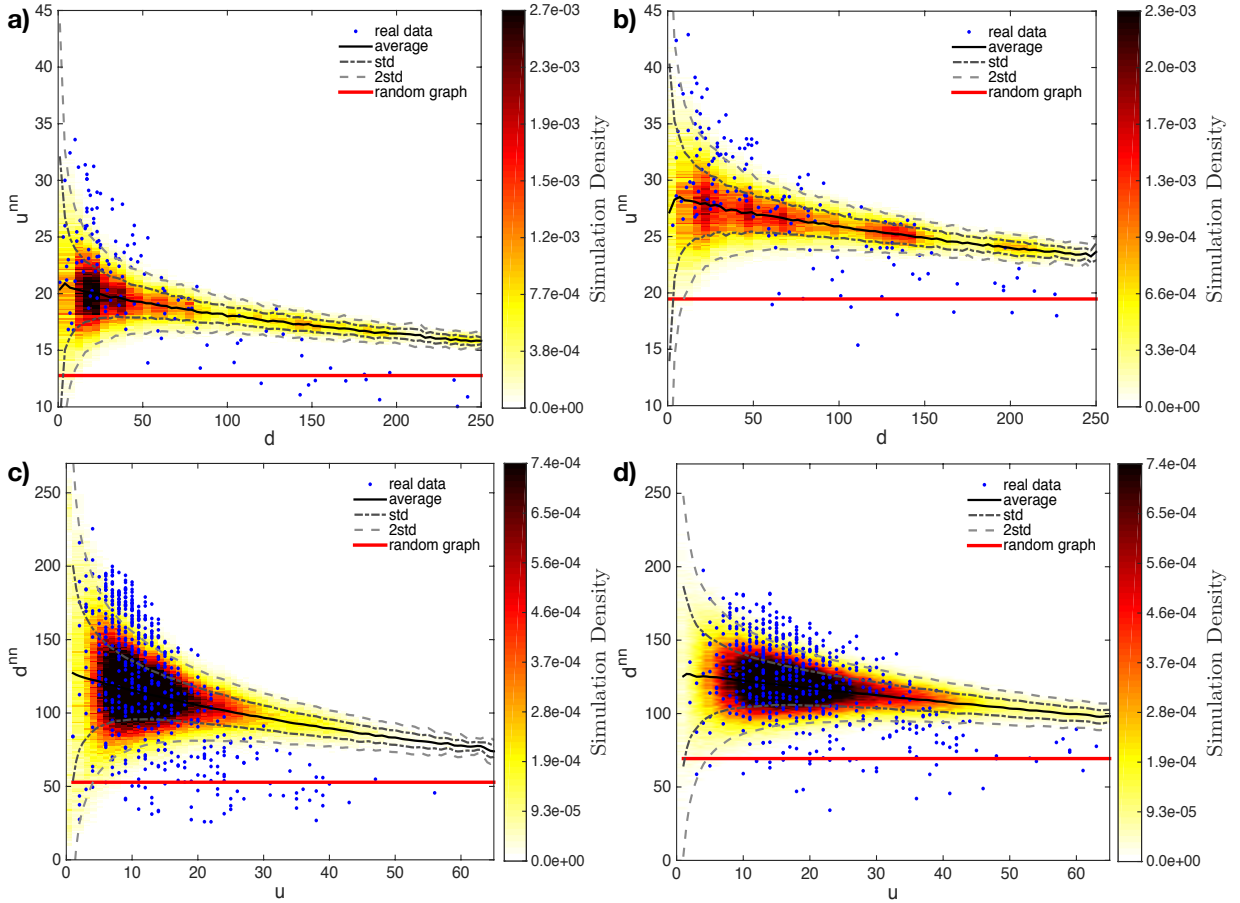 a)
45
40
35
30
25
20
15
10
u^nn
0
50
100
150
200
250
d
real data
average
std
2std
random graph
2.7e-03
2.3e-03
1.9e-03
1.5e-03
1.2e-03
7.7e-04
3.8e-04
0.0e+00
Simulation Density
b)
45
40
35
30
25
20
15
10
u^nn
0
50
100
150
200
250
d
real data
average
std
2std
random graph
2.3e-03
2.0e-03
1.7e-03
1.3e-03
9.9e-04
6.6e-04
3.3e-04
0.0e+00
Simulation Density
c)
250
200
150
100
50
0
d^nn
0
10
20
30
40
50
60
u
real data
average
std
2std
random graph
7.4e-04
6.5e-04
5.6e-04
4.6e-04
3.7e-04
2.8e-04
1.9e-04
9.3e-05
0.0e+00
Simulation Density
d)
250
200
150
100
50
0
d^nn
0
10
20
30
40
50
60
u
real data
average
std
2std
random graph
7.4e-04
6.5e-04
5.6e-04
4.6e-04
3.7e-04
2.8e-04
1.9e-04
9.3e-05
0.0e+00
Simulation Density